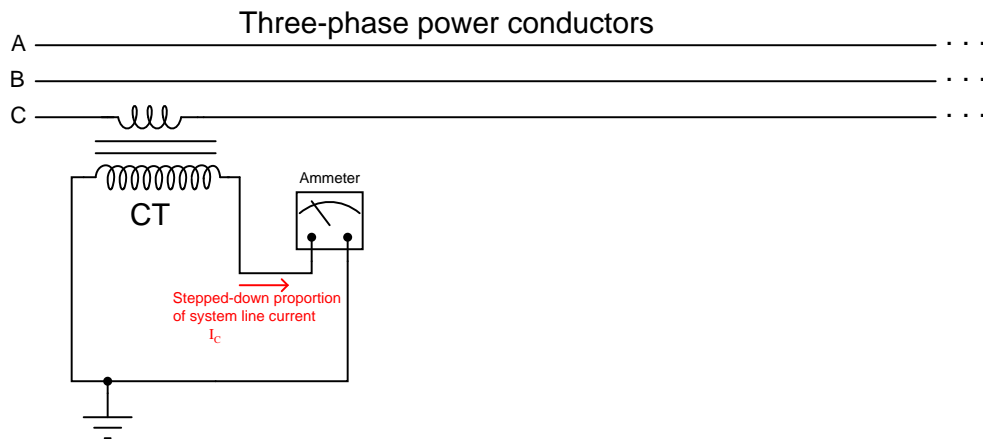 Three-phase power conductors
A
. . .
B
. . .
C
. . .
Ammeter
CT
Stepped-down proportion
of system line current
I_C